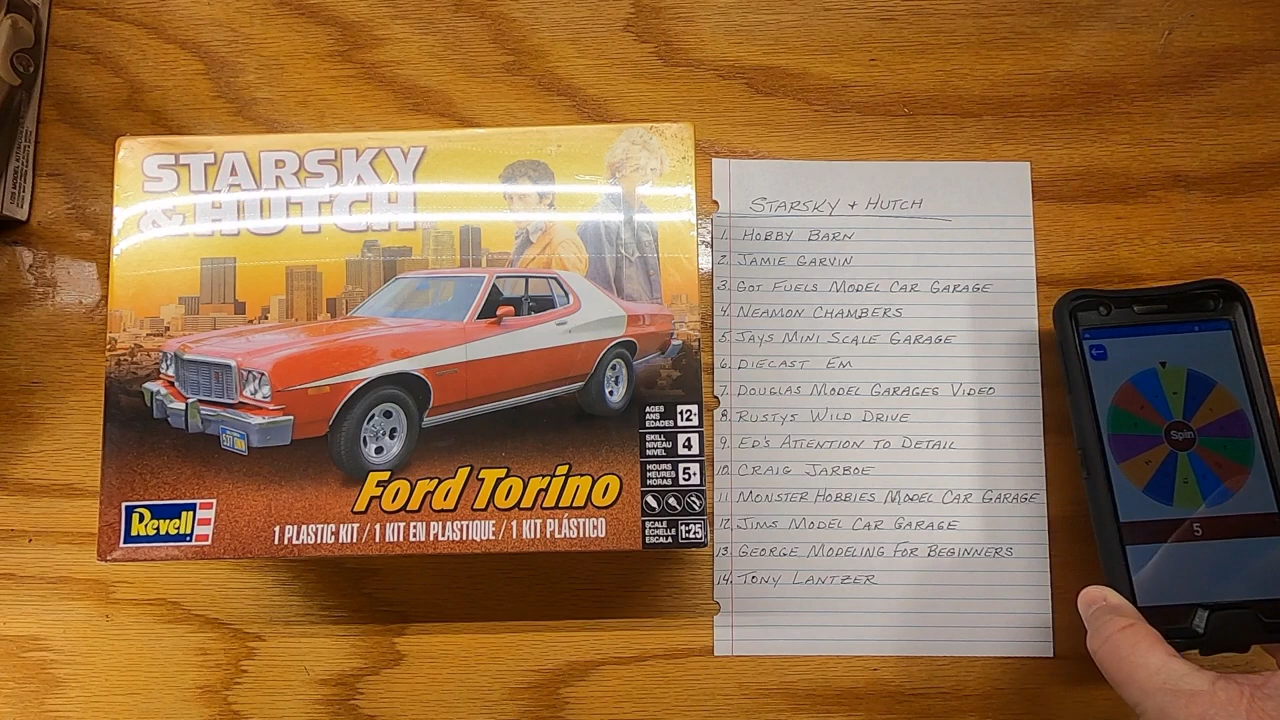 STARSKY
& HUTCH
AGES
ANS
EDADES
12+
SKILL
NIVEAU
NIVEL
4
HOURS
HEURES
HORAS
5+
SCALE
ÉCHELLE
ESCALA
1:25
Ford Torino
Revell
1 PLASTIC KIT / 1 KIT EN PLASTIQUE / 1 KIT PLÁSTICO
STARSKY + HUTCH
1. HOBBY BARN
2. JAMIE GARVIN
3. GOT FUELS MODEL CAR GARAGE
4. NEAMON CHAMBERS
5. JAYS MINI SCALE GARAGE
6. DIECAST EM
7. DOUGLAS MODEL GARAGES VIDEO
8. RUSTYS WILD DRIVE
9. ED'S ATTENTION TO DETAIL
10. CRAIG JARBOE
11. MONSTER HOBBIES MODEL CAR GARAGE
12. JIMS MODEL CAR GARAGE
13. GEORGE MODELING FOR BEGINNERS
14. TONY LANTZER
Spin
5